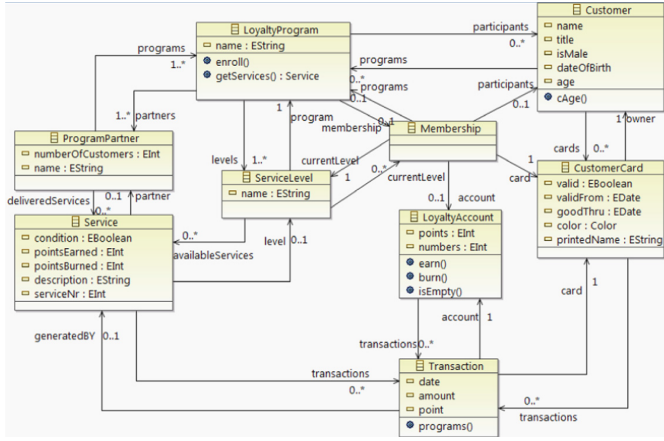 LoyaltyProgram
name : EString
enroll()
getServices() : Service
Customer
name
title
isMale
dateOfBirth
age
cAge()
participants
0..*
programs
0..*
programs
participants
0..1
programs
1..*
1..*
partners
membership
0..1
1
program
levels
1..*
ProgramPartner
numberOfCustomers : EInt
name : EString
Membership
currentLevel
1
0..*
currentLevel
ServiceLevel
name : EString
1
card
cards
0..*
1
owner
CustomerCard
valid : EBoolean
validFrom : EDate
goodThru : EDate
color : Color
printedName : EString
deliveredServices
0..*
0..1
partner
Service
condition : EBoolean
pointsEarned : EInt
pointsBurned : EInt
description : EString
serviceNr : EInt
0..*
availableServices
level
0..1
0..1
account
LoyaltyAccount
points : EInt
numbers : EInt
earn()
burn()
isEmpty()
generatedBY
0..1
transactions
0..*
transactions
0..*
account
1
card
1
Transaction
date
amount
point
programs()
0..*
transactions